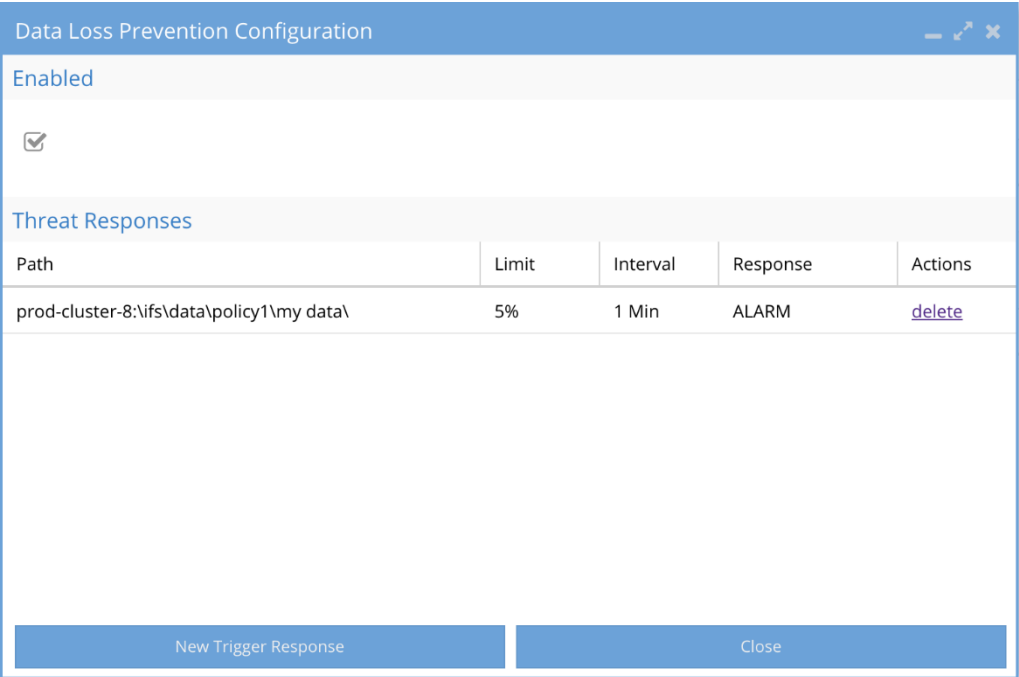 Data Loss Prevention Configuration
Enabled
Threat Responses
Path Limit Interval Response Actions
prod-cluster-8:\ifs\data\policy1\my data\ 5% 1 Min ALARM delete
New Trigger Response Close